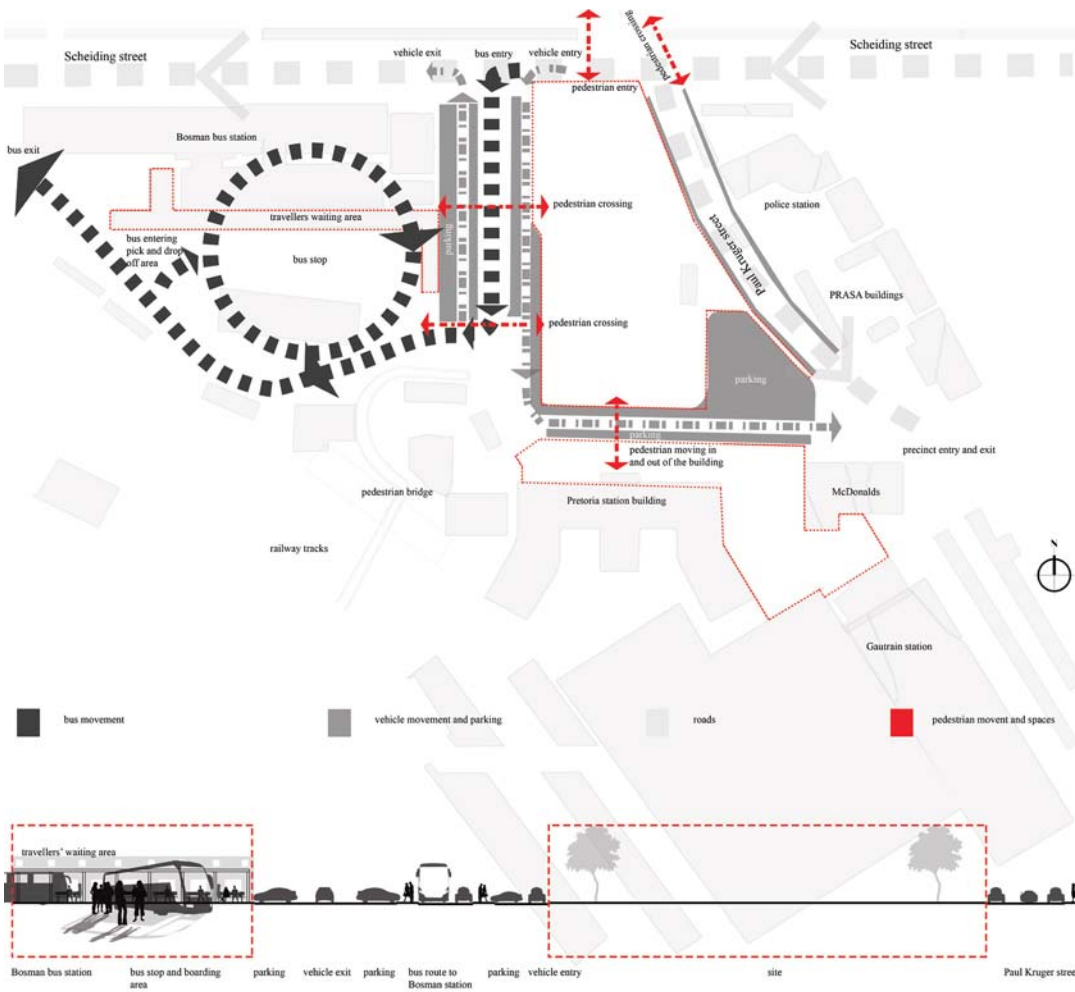 pedestrian crossing
Scheiding street
vehicle exit
bus entry
vehicle entry
Scheiding street
pedestrian entry
Bosman bus station
bus exit
pedestrian crossing
police station
travellers waiting area
parking
Paul Kruger street
bus entering
pick and drop
off area
bus stop
PRASA buildings
pedestrian crossing
parking
parking
pedestrian moving in
and out of the building
precinct entry and exit
pedestrian bridge
Pretoria station building
McDonalds
railway tracks
N
Gautrain station
bus movement
vehicle movement and parking
roads
pedestrian movent and spaces
travellers' waiting area
Bosman bus station
bus stop and boarding
area
parking
vehicle exit
parking
bus route to
Bosman station
parking
vehicle entry
site
Paul Kruger stree